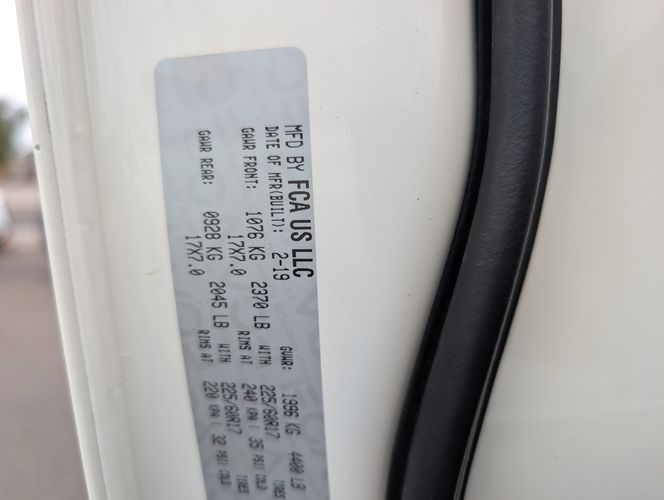 MFD BY FCA US LLC
DATE OF MFR(BUILT): 2-19 GVWR: 1996 KG 4400 LB
GAWR FRONT: 1076 KG 2370 LB WITH 225/60R17 TIRES
17X7.0 RIMS AT 240 KPA ( 35 PSI) COLD
GAWR REAR: 0928 KG 2045 LB WITH 225/60R17 TIRES
17X7.0 RIMS AT 220 KPA ( 32 PSI) COLD